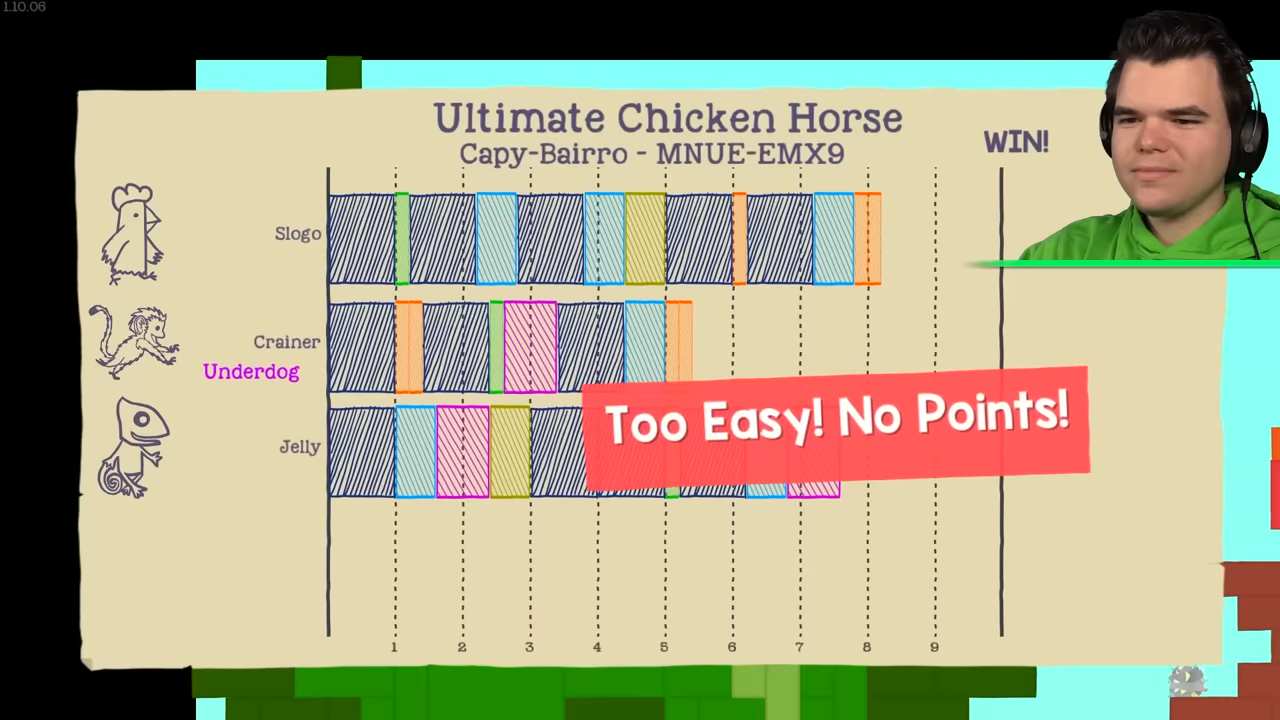 1.10.06
Ultimate Chicken Horse
Capy-Bairro - MNUE-EMX9
WIN!
Slogo
Crainer
Underdog
Jelly
Too Easy! No Points!
1 2 3 4 5 6 7 8 9